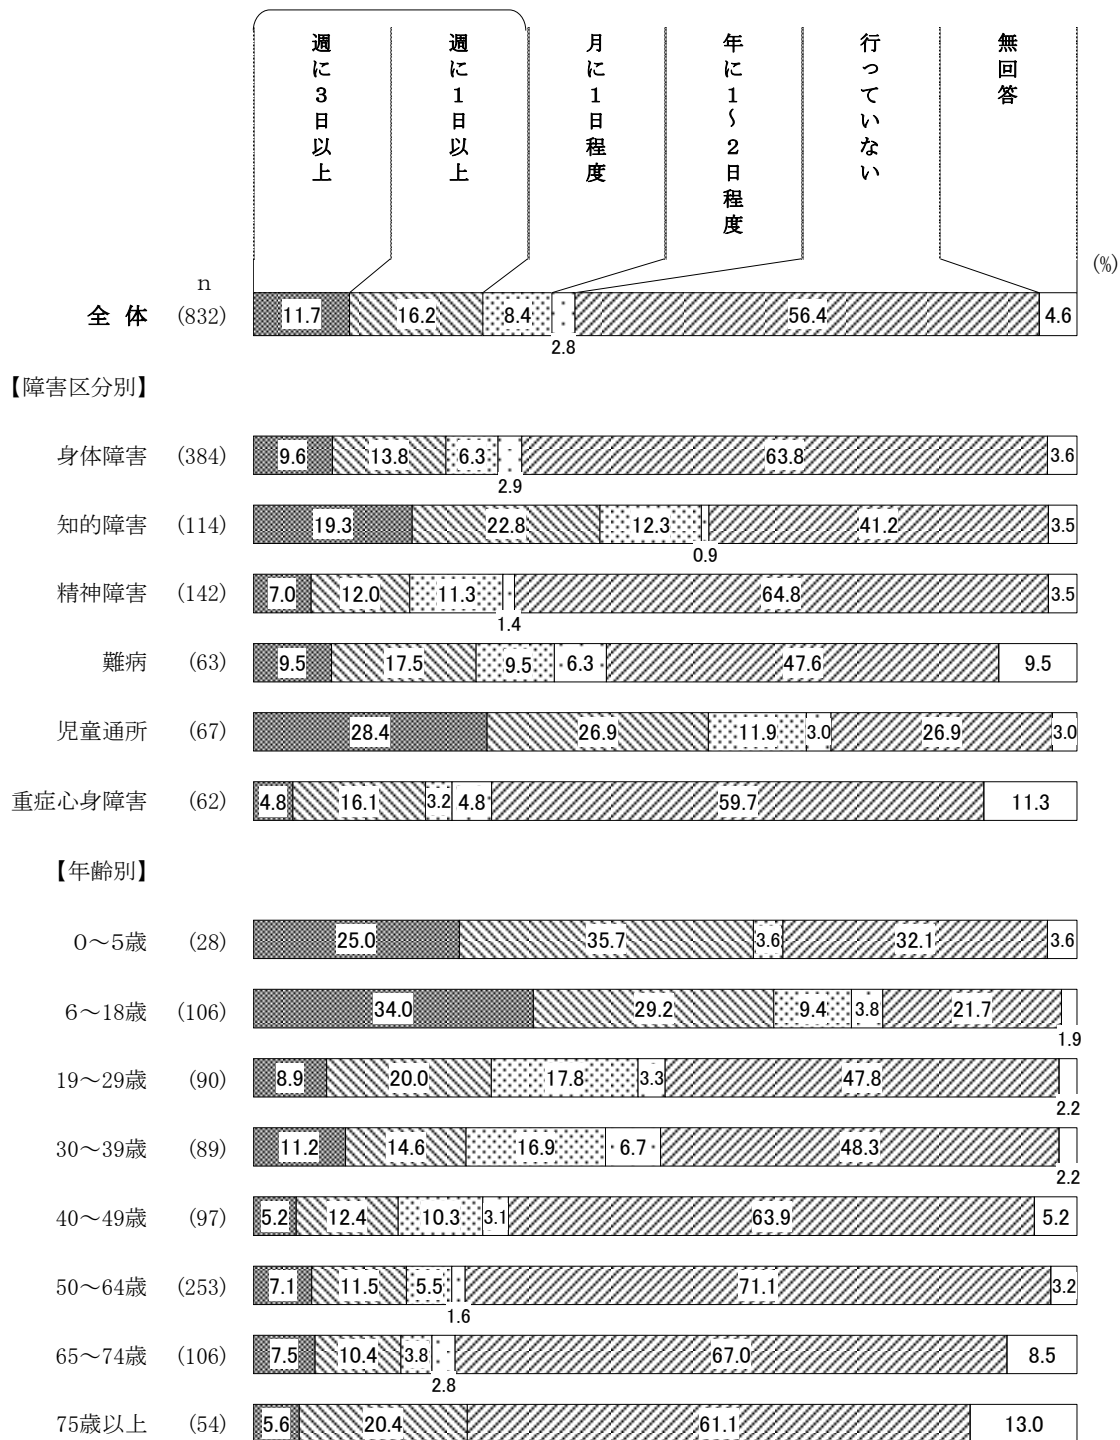 週に3日以上
週に1日以上
月に1日程度
年に1～2日程度
行っていない
無回答
(%)
n
全 体 (832) 11.7 16.2 8.4 2.8 56.4 4.6
【障害区分別】
身体障害 (384) 9.6 13.8 6.3 2.9 63.8 3.6
知的障害 (114) 19.3 22.8 12.3 0.9 41.2 3.5
精神障害 (142) 7.0 12.0 11.3 1.4 64.8 3.5
難病 (63) 9.5 17.5 9.5 6.3 47.6 9.5
児童通所 (67) 28.4 26.9 11.9 3.0 26.9 3.0
重症心身障害 (62) 4.8 16.1 3.2 4.8 59.7 11.3
【年齢別】
0～5歳 (28) 25.0 35.7 3.6 32.1 3.6
6～18歳 (106) 34.0 29.2 9.4 3.8 21.7 1.9
19～29歳 (90) 8.9 20.0 17.8 3.3 47.8 2.2
30～39歳 (89) 11.2 14.6 16.9 6.7 48.3 2.2
40～49歳 (97) 5.2 12.4 10.3 3.1 63.9 5.2
50～64歳 (253) 7.1 11.5 5.5 1.6 71.1 3.2
65～74歳 (106) 7.5 10.4 3.8 2.8 67.0 8.5
75歳以上 (54) 5.6 20.4 61.1 13.0